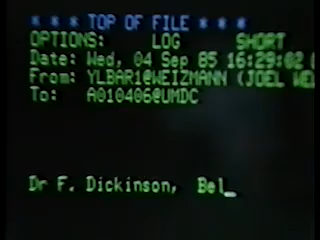 * * * TOP OF FILE * * *
OPTIONS: LOG SHORT
Date: Wed, 04 Sep 85 16:29:02
From: YLBAR1@WEIZMANN (JOEL
To: A010406@UMDC
Dr F. Dickinson, Bel_